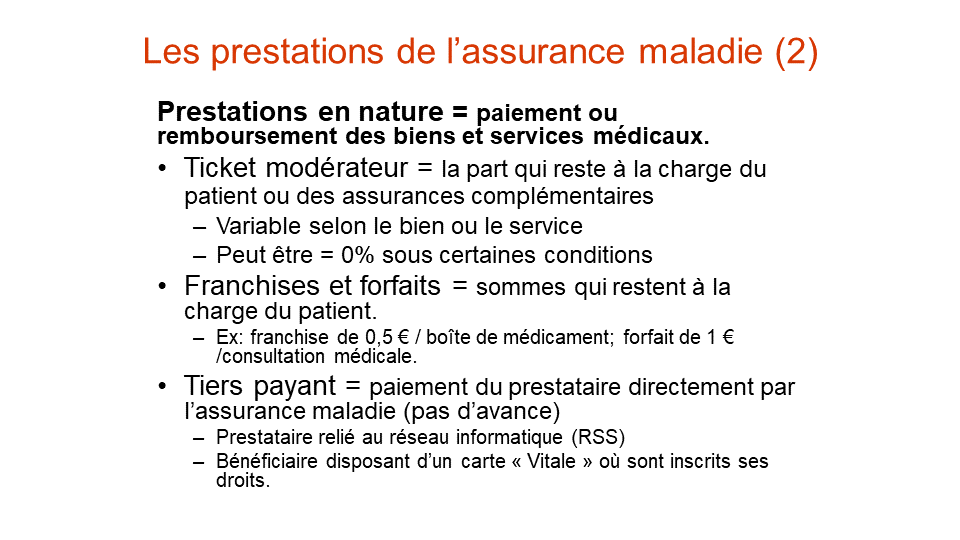 Les prestations de l’assurance maladie (2)
Prestations en nature = paiement ou
remboursement des biens et services médicaux.
• Ticket modérateur = la part qui reste à la charge du
patient ou des assurances complémentaires
– Variable selon le bien ou le service
– Peut être = 0% sous certaines conditions
• Franchises et forfaits = sommes qui restent à la
charge du patient.
– Ex: franchise de 0,5 € / boîte de médicament; forfait de 1 €
/consultation médicale.
• Tiers payant = paiement du prestataire directement par
l’assurance maladie (pas d’avance)
– Prestataire relié au réseau informatique (RSS)
– Bénéficiaire disposant d’un carte « Vitale » où sont inscrits ses
droits.